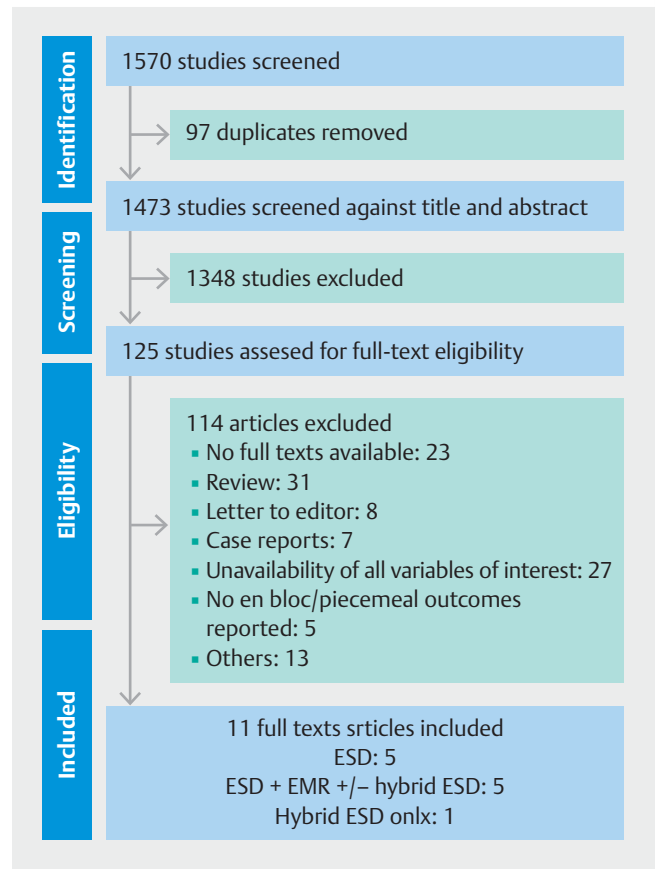 Identification
1570 studies screened
97 duplicates removed
1473 studies screened against title and abstract
Screening
1348 studies excluded
125 studies assesed for full-text eligibility
Eligibility
114 articles excluded
▪ No full texts available: 23
▪ Review: 31
▪ Letter to editor: 8
▪ Case reports: 7
▪ Unavailability of all variables of interest: 27
▪ No en bloc/piecemeal outcomes
reported: 5
▪ Others: 13
Included
11 full texts srticles included
ESD: 5
ESD + EMR +/– hybrid ESD: 5
Hybrid ESD onlx: 1